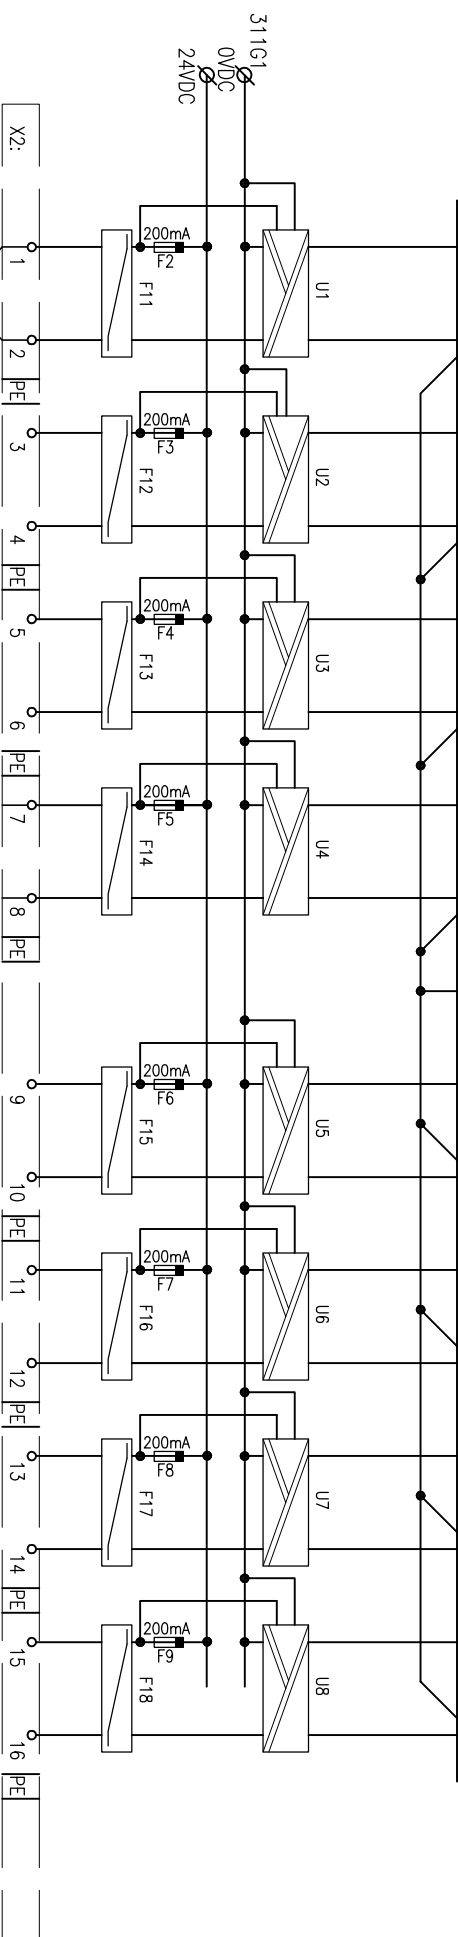 311G1
0VDC
24VDC
X2:
U1
200mA
F2
F11
1
2
PE
U2
200mA
F3
F12
3
4
PE
U3
200mA
F4
F13
5
6
PE
U4
200mA
F5
F14
7
8
PE
U5
200mA
F6
F15
9
10
PE
U6
200mA
F7
F16
11
12
PE
U7
200mA
F8
F17
13
14
PE
U8
200mA
F9
F18
15
16
PE